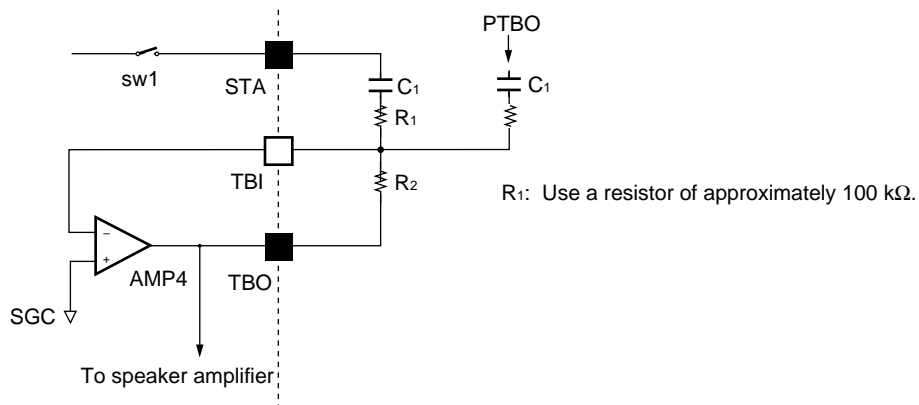 PTBO
sw1
STA
C1
C1
R1
TBI
R2
R1: Use a resistor of approximately 100 kΩ.
−
+
AMP4
TBO
SGC
To speaker amplifier